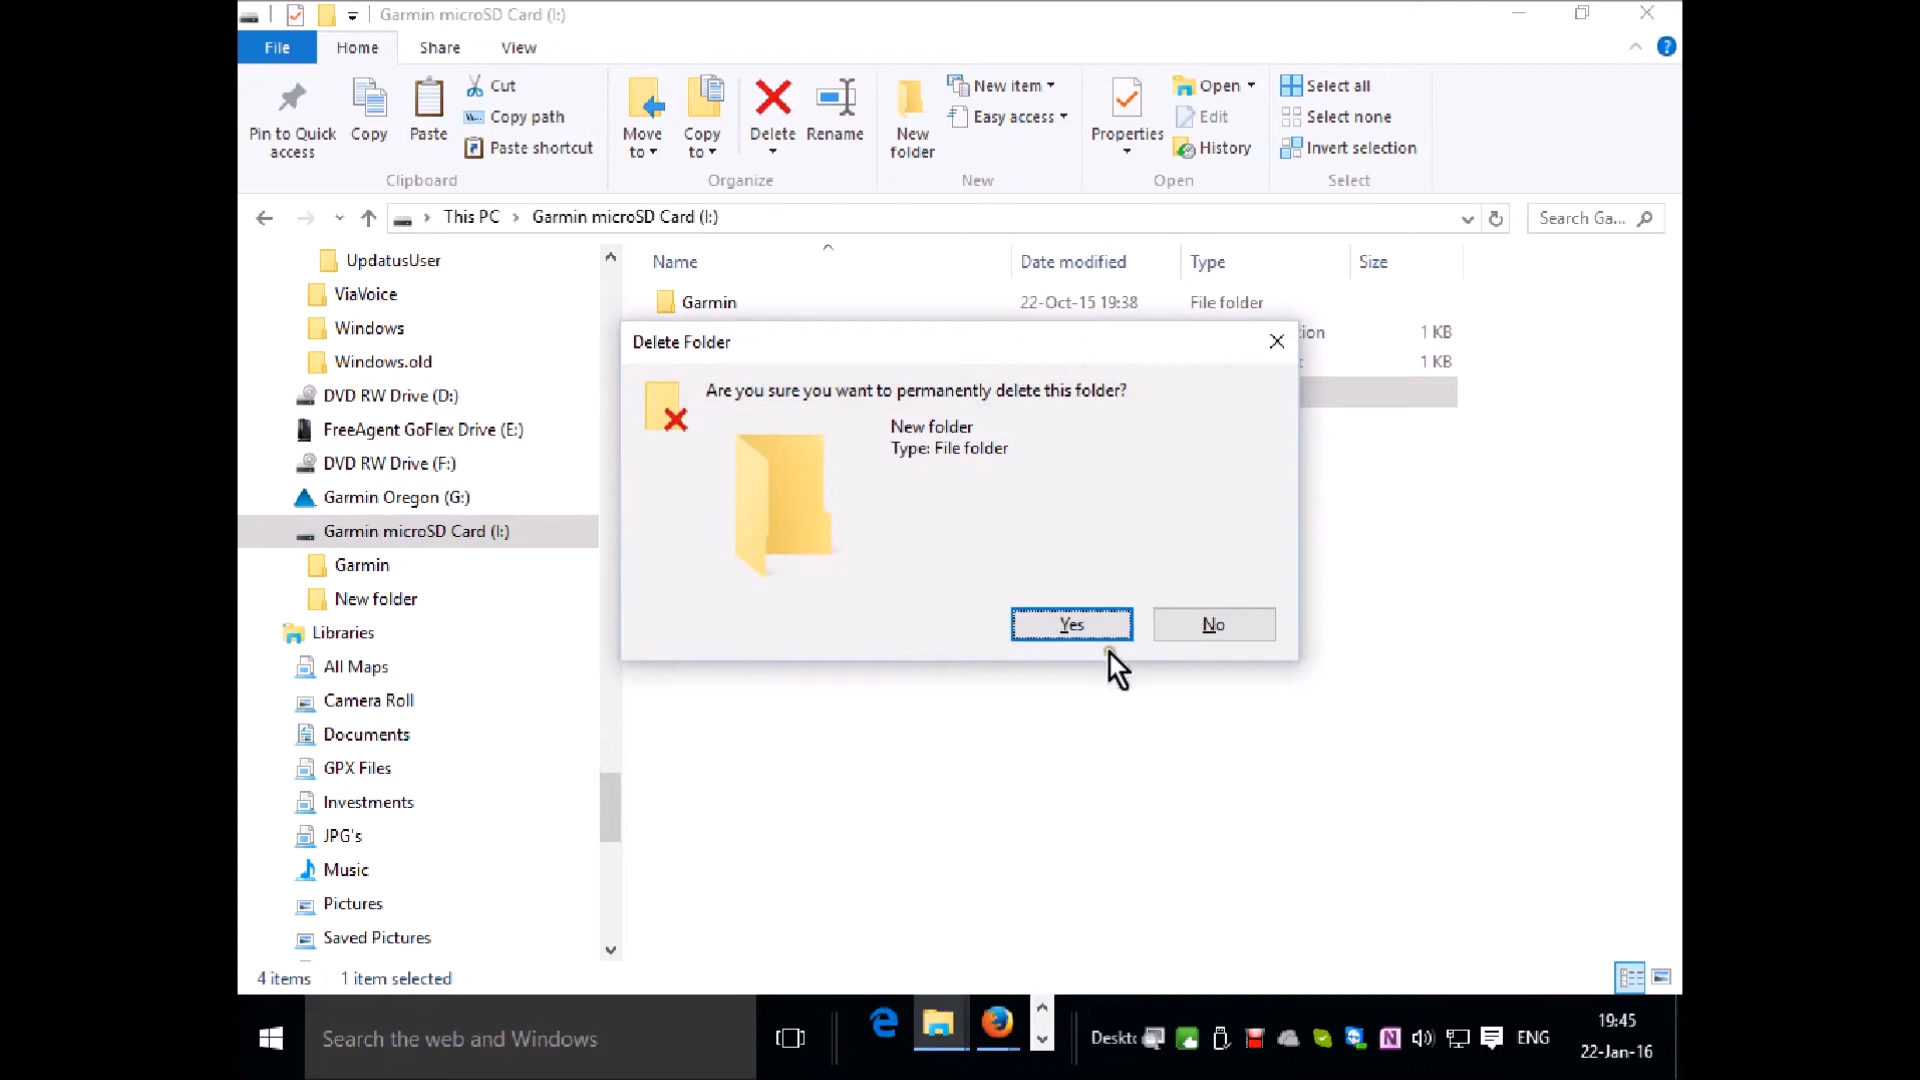 Garmin microSD Card (I:)
File Home Share View
Pin to Quick access
Copy
Paste
Cut
Copy path
Paste shortcut
Clipboard
Move to
Copy to
Delete
Rename
Organize
New folder
New item
Easy access
New
Properties
Open
Edit
History
Open
Select all
Select none
Invert selection
Select
This PC > Garmin microSD Card (I:)
Search Ga...
UpdatusUser
ViaVoice
Windows
Windows.old
DVD RW Drive (D:)
FreeAgent GoFlex Drive (E:)
DVD RW Drive (F:)
Garmin Oregon (G:)
Garmin microSD Card (I:)
Garmin
New folder
Libraries
All Maps
Camera Roll
Documents
GPX Files
Investments
JPG's
Music
Pictures
Saved Pictures
Name Date modified Type Size
Garmin 22-Oct-15 19:38 File folder
1 KB
1 KB
Delete Folder
Are you sure you want to permanently delete this folder?
New folder
Type: File folder
Yes No
4 items 1 item selected
Search the web and Windows
ENG
19:45
22-Jan-16